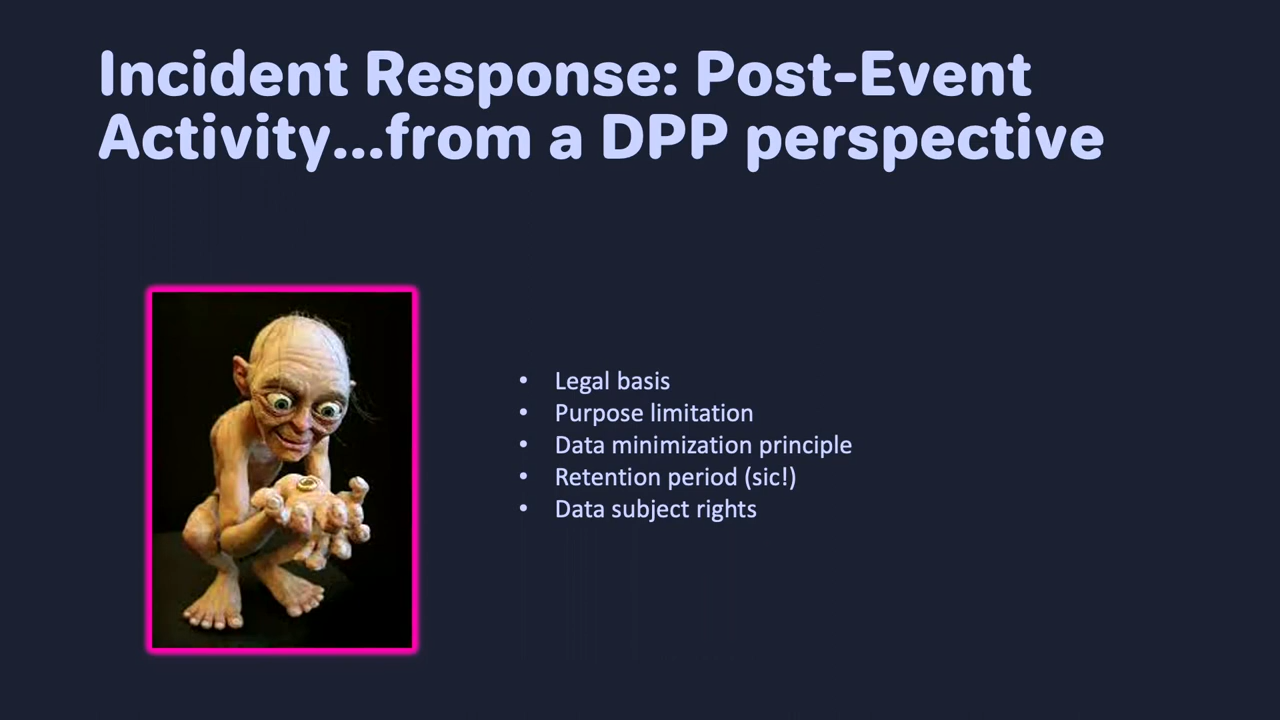 Incident Response: Post-Event
Activity...from a DPP perspective
• Legal basis
• Purpose limitation
• Data minimization principle
• Retention period (sic!)
• Data subject rights